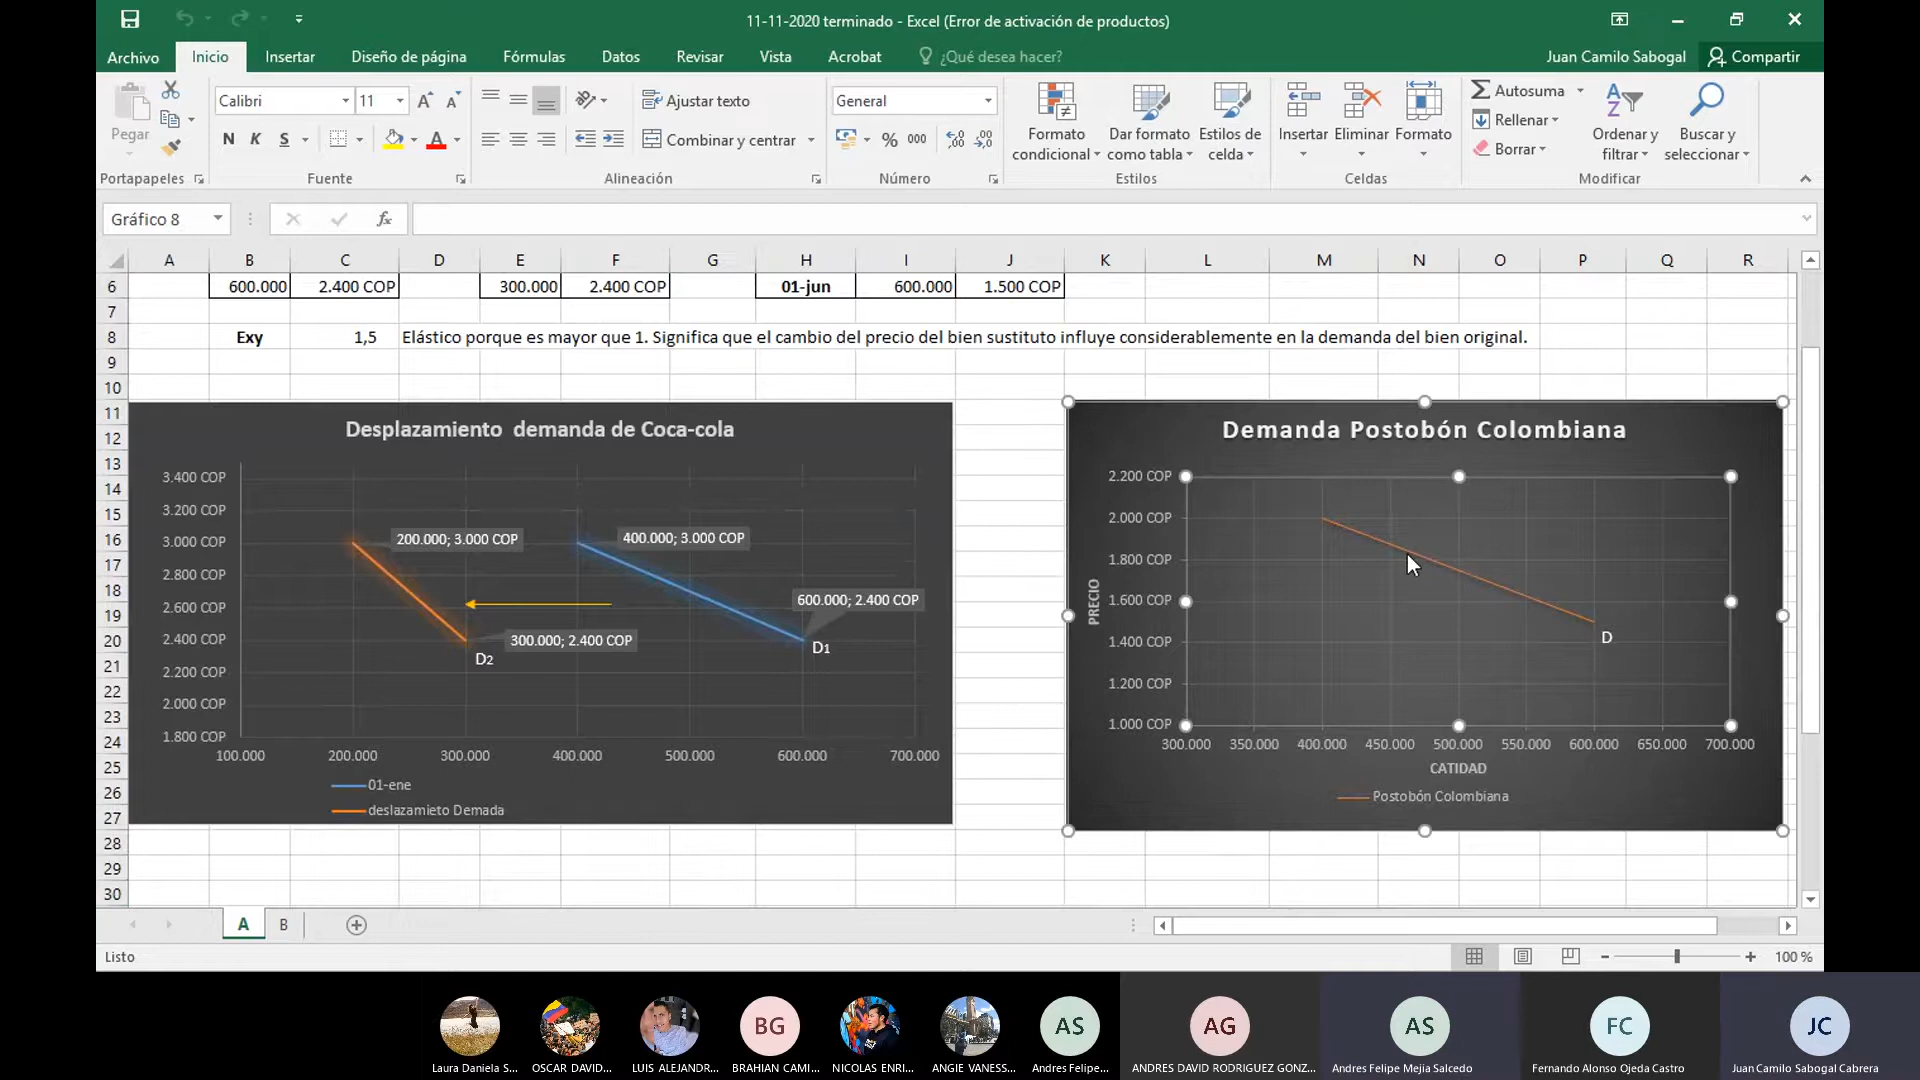 11-11-2020 terminado - Excel (Error de activación de productos)
Archivo Inicio Insertar Diseño de página Fórmulas Datos Revisar Vista Acrobat ¿Qué desea hacer? Juan Camilo Sabogal Compartir
Pegar
Calibri 11
N K S
Ajustar texto
Combinar y centrar
General
% 000
Formato condicional
Dar formato como tabla
Estilos de celda
Insertar Eliminar Formato
Autosuma
Rellenar
Borrar
Ordenar y filtrar
Buscar y seleccionar
Portapapeles Fuente Alineación Número Estilos Celdas Modificar
Gráfico 8 fx
A B C D E F G H I J K L M N O P Q R
6 600.000 2.400 COP 300.000 2.400 COP 01-jun 600.000 1.500 COP
7
8 Exy 1,5 Elástico porque es mayor que 1. Significa que el cambio del precio del bien sustituto influye considerablemente en la demanda del bien original.
9
10
11
12
13
14
15
16
17
18
19
20
21
22
23
24
25
26
27
28
29
30
Desplazamiento demanda de Coca-cola
3.400 COP
3.200 COP
3.000 COP
2.800 COP
2.600 COP
2.400 COP
2.200 COP
2.000 COP
1.800 COP
200.000; 3.000 COP
400.000; 3.000 COP
600.000; 2.400 COP
300.000; 2.400 COP
D2
D1
100.000 200.000 300.000 400.000 500.000 600.000 700.000
01-ene
deslazamieto Demada
Demanda Postobón Colombiana
2.200 COP
2.000 COP
1.800 COP
1.600 COP
1.400 COP
1.200 COP
1.000 COP
PRECIO
D
300.000 350.000 400.000 450.000 500.000 550.000 600.000 650.000 700.000
CATIDAD
Postobón Colombiana
A B
Listo 100 %
BG AS AG AS FC JC
Laura Daniela S... OSCAR DAVID... LUIS ALEJANDR... BRAHIAN CAMI... NICOLAS ENRI... ANGIE VANESS... Andres Felipe... ANDRES DAVID RODRIGUEZ GONZ... Andres Felipe Mejia Salcedo Fernando Alonso Ojeda Castro Juan Camilo Sabogal Cabrera